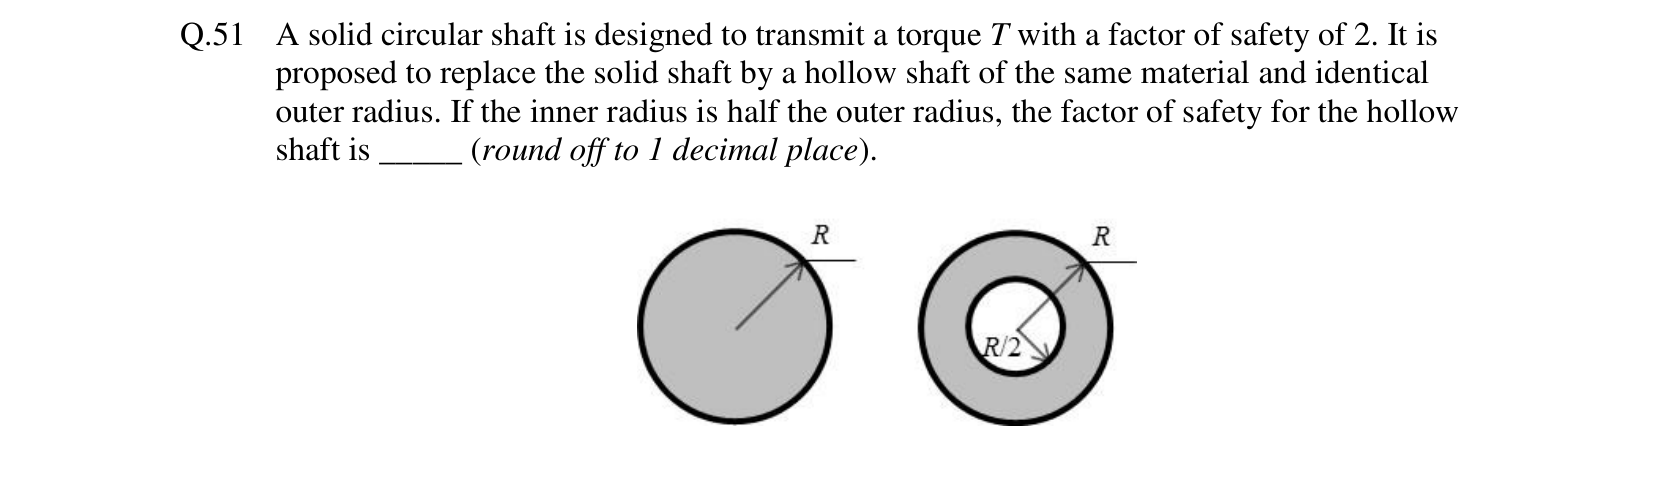 Q.51 A solid circular shaft is designed to transmit a torque T with a factor of safety of 2. It is
proposed to replace the solid shaft by a hollow shaft of the same material and identical
outer radius. If the inner radius is half the outer radius, the factor of safety for the hollow
shaft is _____ (round off to 1 decimal place).
R
R
R/2